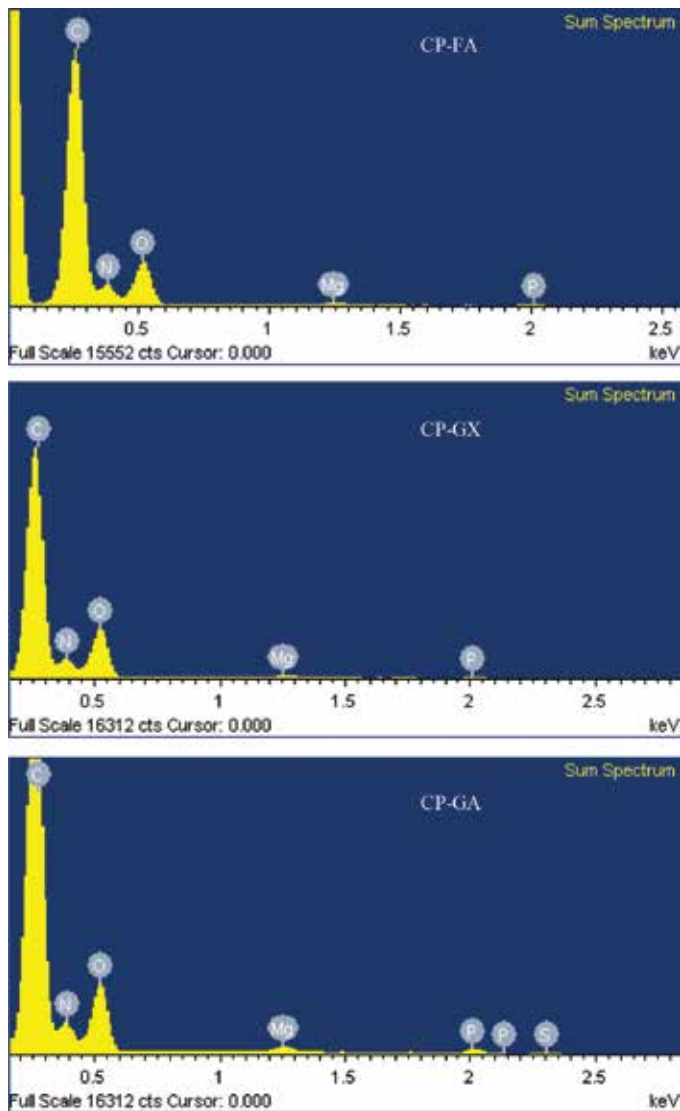 Sum Spectrum
CP-FA
C
N O
Mg P
0.5 1 1.5 2 2.5
Full Scale 15552 cts Cursor: 0.000 keV
Sum Spectrum
CP-GX
C
N O
Mg P
0.5 1 1.5 2 2.5
Full Scale 16312 cts Cursor: 0.000 keV
Sum Spectrum
CP-GA
C
N O
Mg P P S
0.5 1 1.5 2 2.5
Full Scale 16312 cts Cursor: 0.000 keV